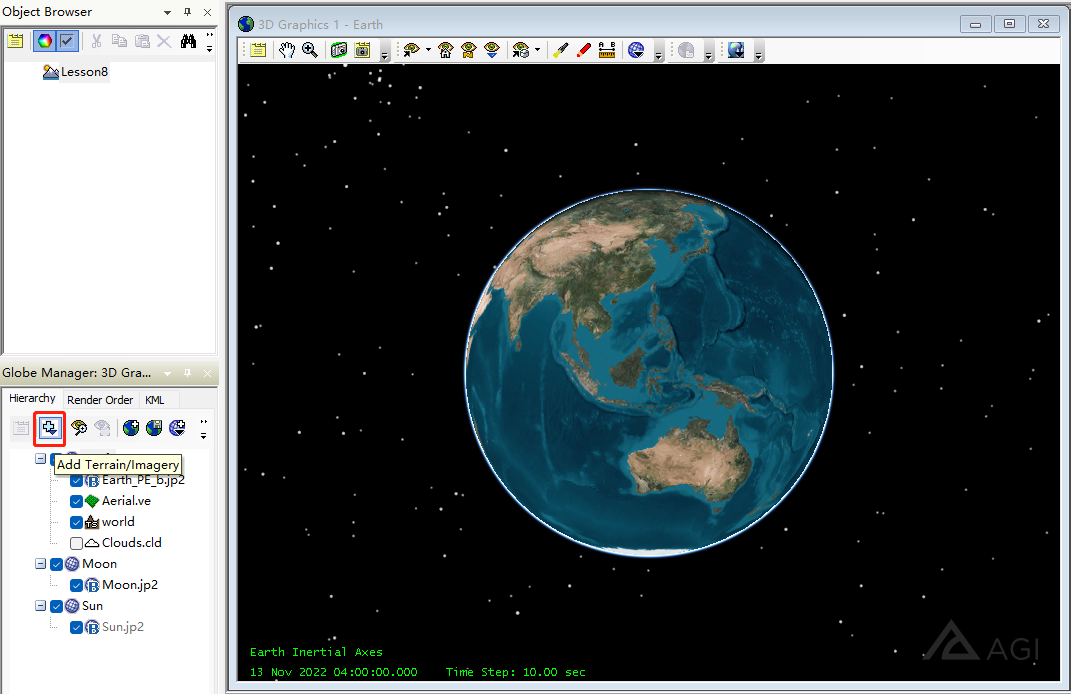 Object Browser
Lesson8
Globe Manager: 3D Gra...
Hierarchy Render Order KML
Add Terrain/Imagery
Earth_PE_b.jp2
Aerial.ve
world
Clouds.cld
Moon
Moon.jp2
Sun
Sun.jp2
3D Graphics 1 - Earth
A B
Earth Inertial Axes
13 Nov 2022 04:00:00.000 Time Step: 10.00 sec
AGI